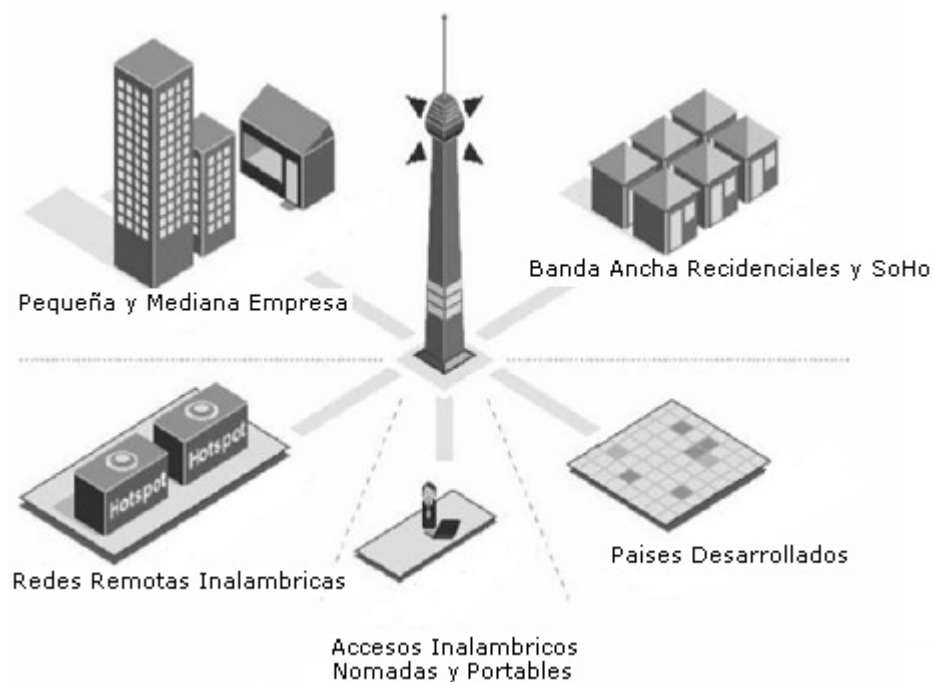 Pequeña y Mediana Empresa
Banda Ancha Recidenciales y SoHo
Hotspot
Hotspot
Redes Remotas Inalambricas
Paises Desarrollados
Accesos Inalambricos
Nomadas y Portables